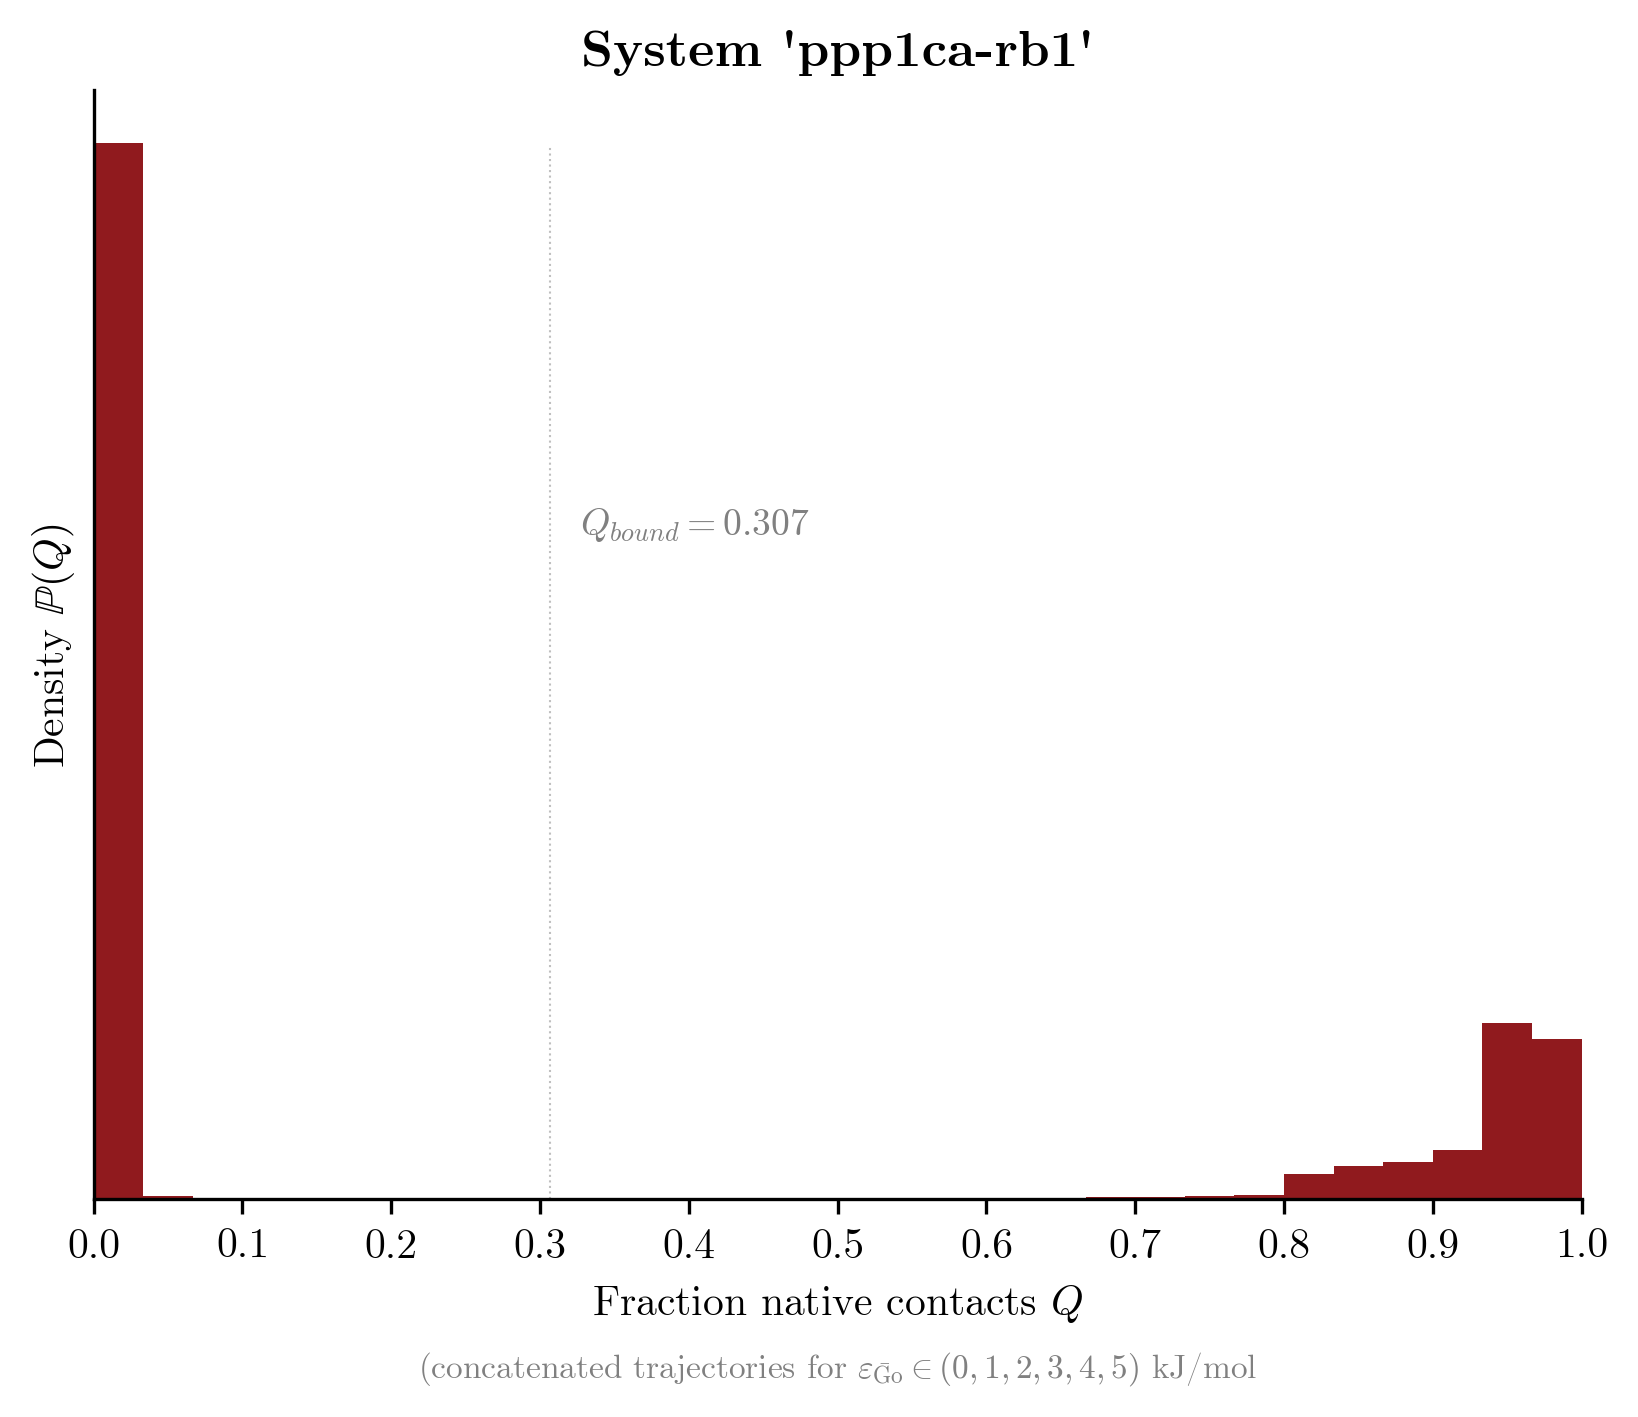 System 'ppp1ca-rb1'
Density ℙ(Q)
Q_bound = 0.307
0.0 0.1 0.2 0.3 0.4 0.5 0.6 0.7 0.8 0.9 1.0
Fraction native contacts Q
(concatenated trajectories for ε_Ḡo ∈ (0, 1, 2, 3, 4, 5) kJ/mol